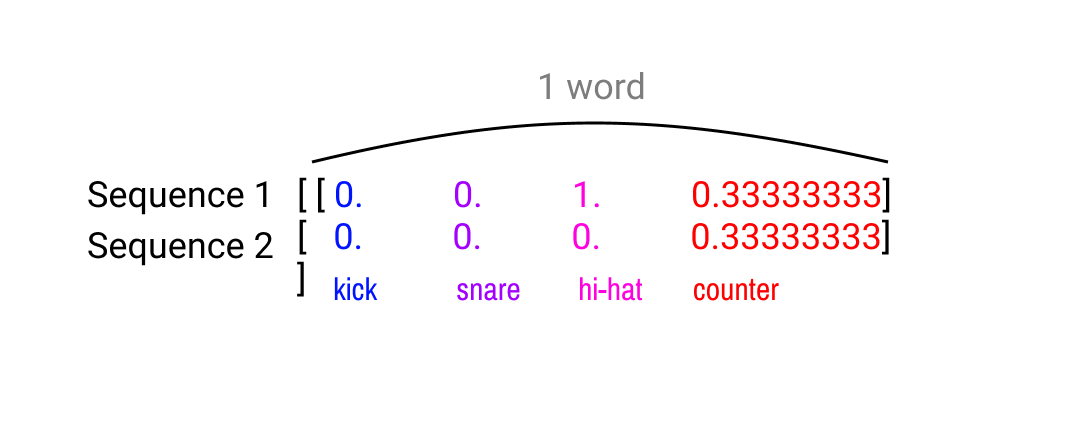 1 word
Sequence 1 [ [ 0. 0. 1. 0.33333333]
Sequence 2 [ 0. 0. 0. 0.33333333]
]
kick snare hi-hat counter